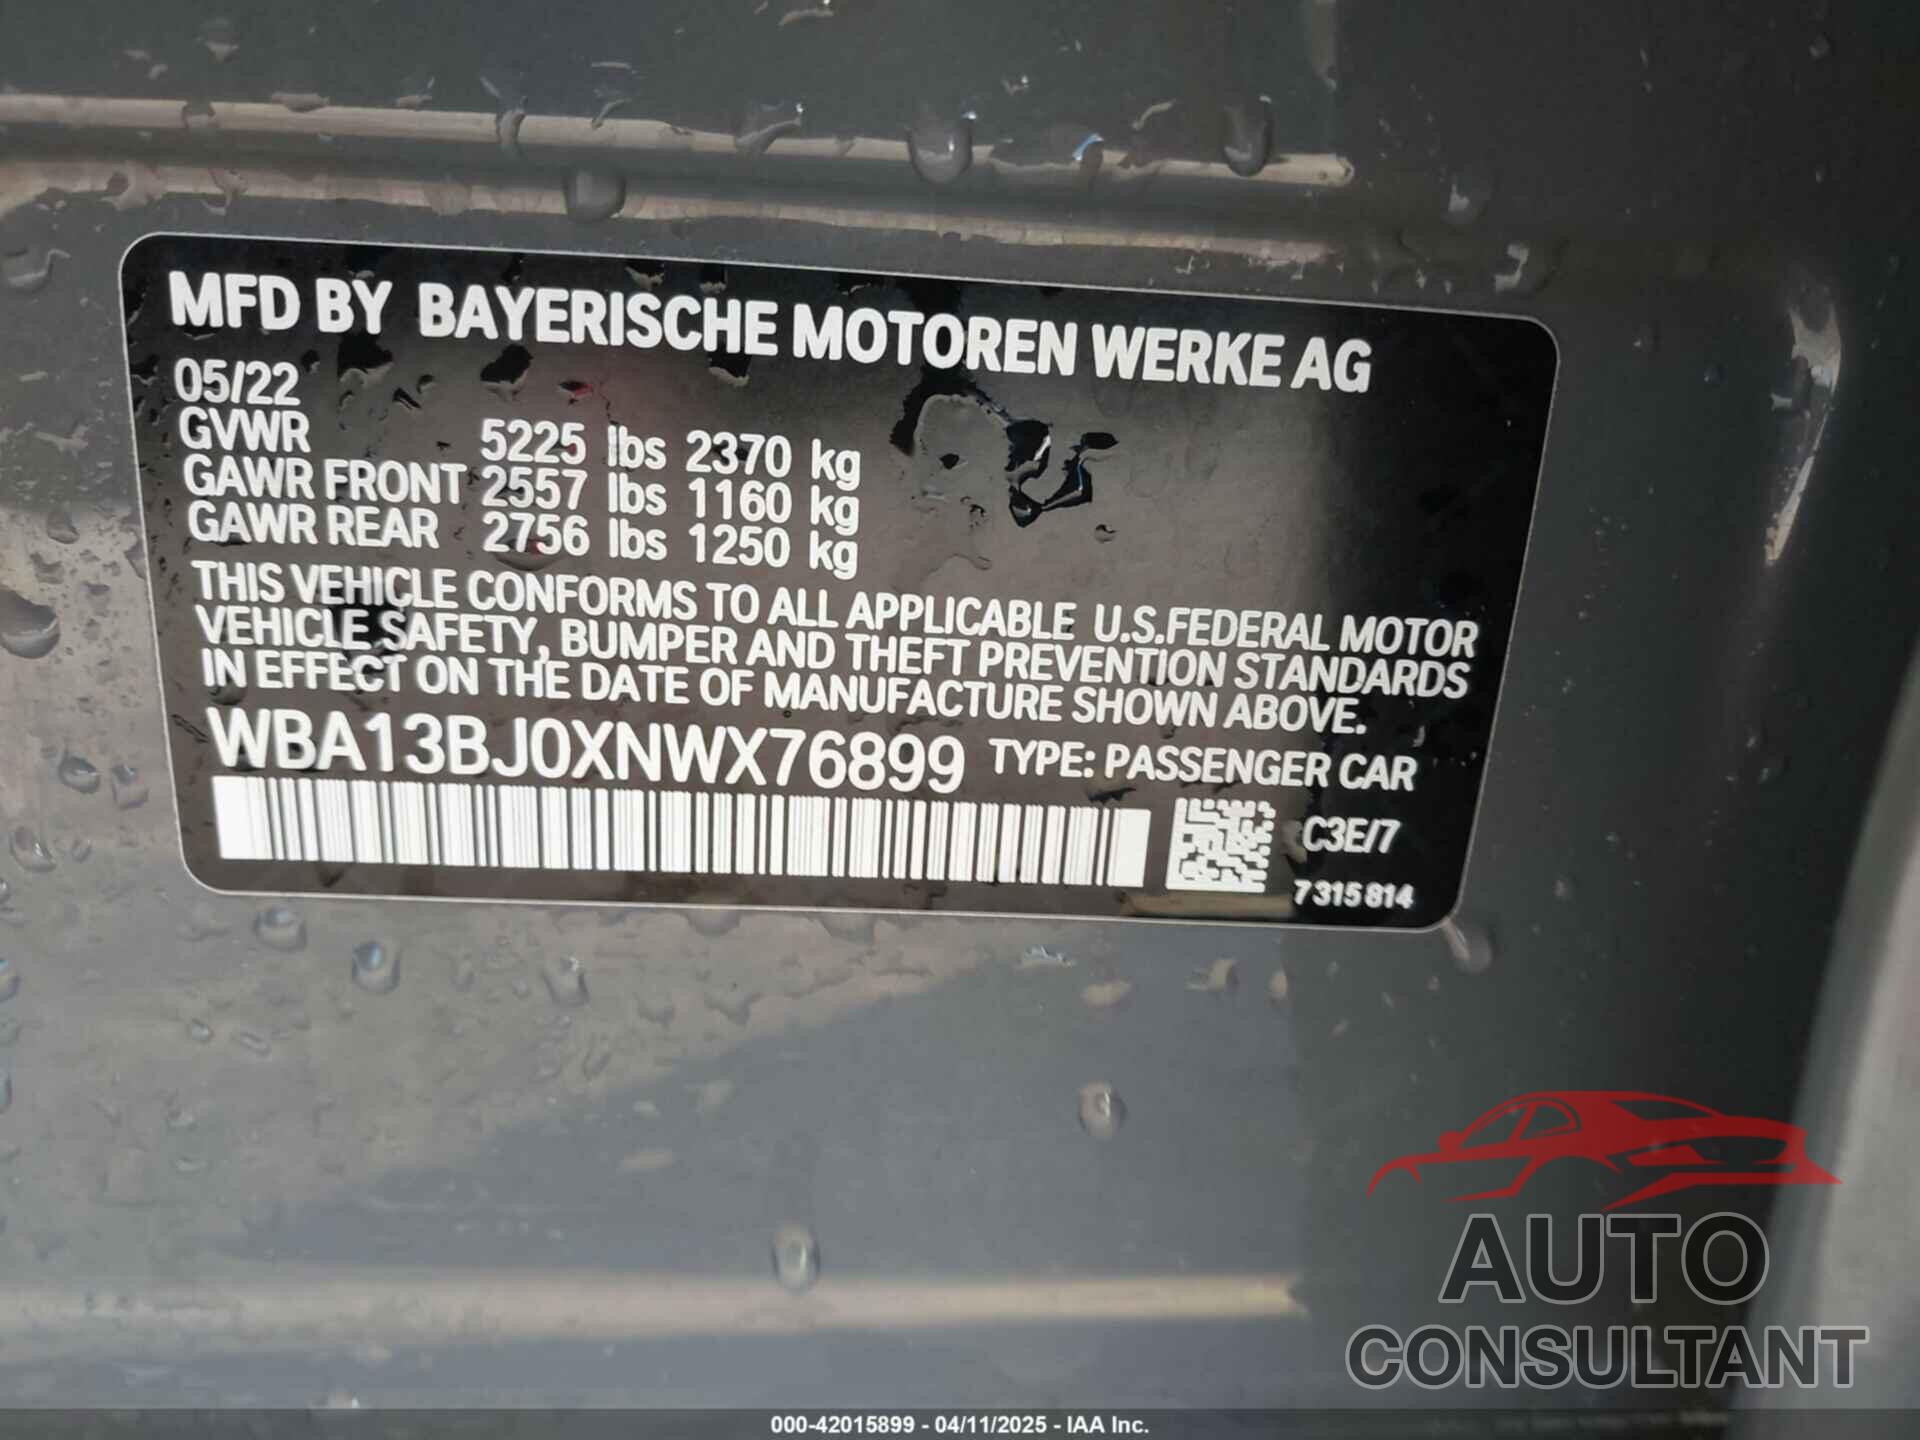 MFD BY BAYERISCHE MOTOREN WERKE AG
05/22
GVWR 5225 lbs 2370 kg
GAWR FRONT 2557 lbs 1160 kg
GAWR REAR 2756 lbs 1250 kg
THIS VEHICLE CONFORMS TO ALL APPLICABLE U.S.FEDERAL MOTOR
VEHICLE SAFETY, BUMPER AND THEFT PREVENTION STANDARDS
IN EFFECT ON THE DATE OF MANUFACTURE SHOWN ABOVE.
WBA13BJ0XNWX76899 TYPE: PASSENGER CAR
C3E/7
7 315 814
AUTO
CONSULTANT
000-42015899 - 04/11/2025 - IAA Inc.